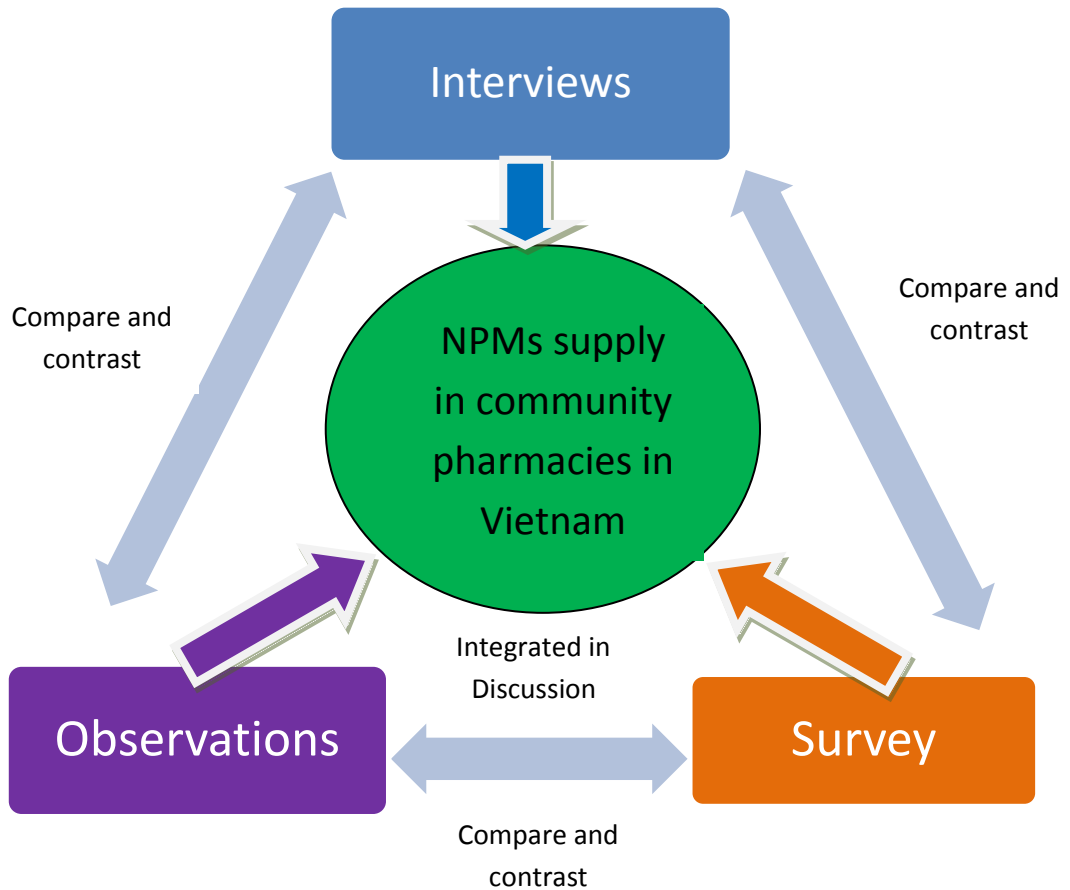 Interviews
Compare and
contrast
Compare and
contrast
NPMs supply
in community
pharmacies in
Vietnam
Integrated in
Discussion
Observations
Survey
Compare and
contrast